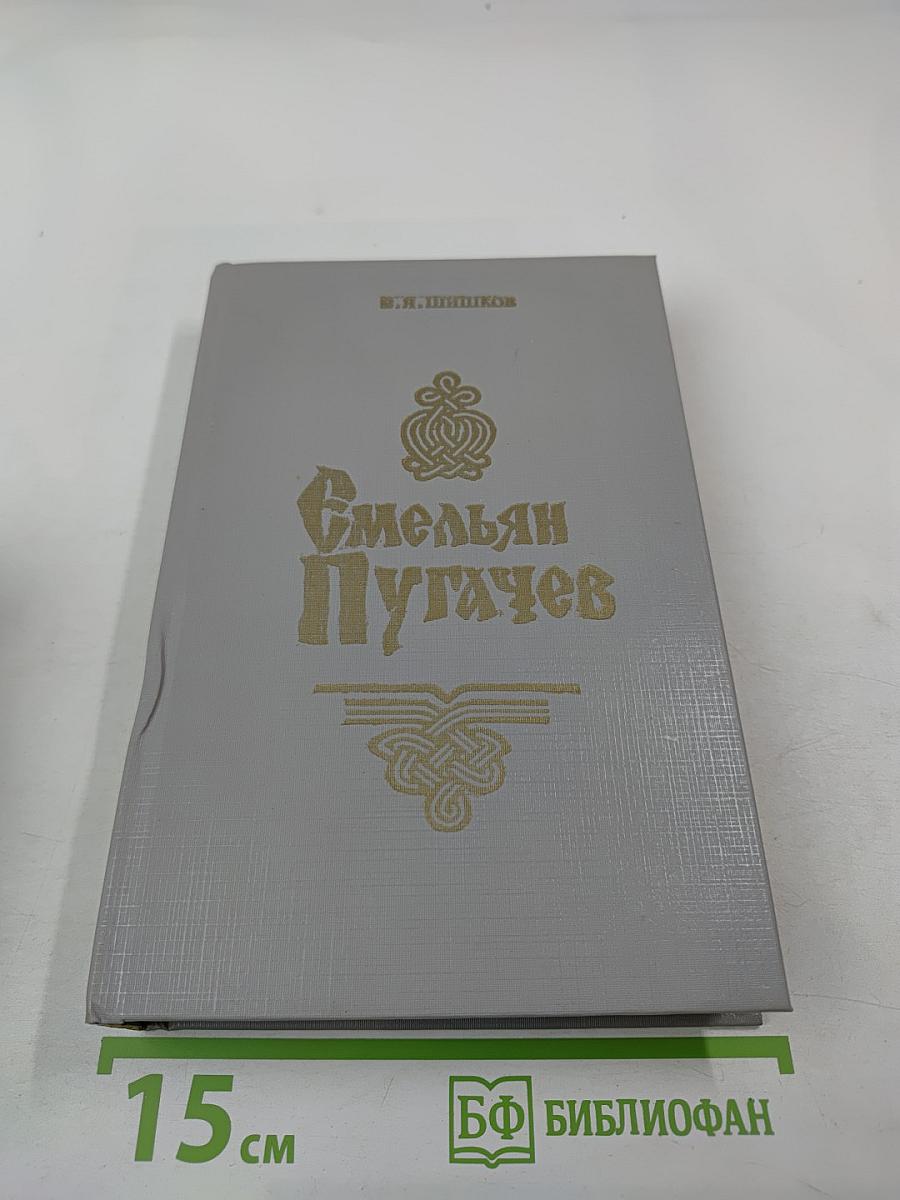 В.Я.ШИШКОВ
Емельян
Пугачев
15 см
БФ БИБЛИОФАН